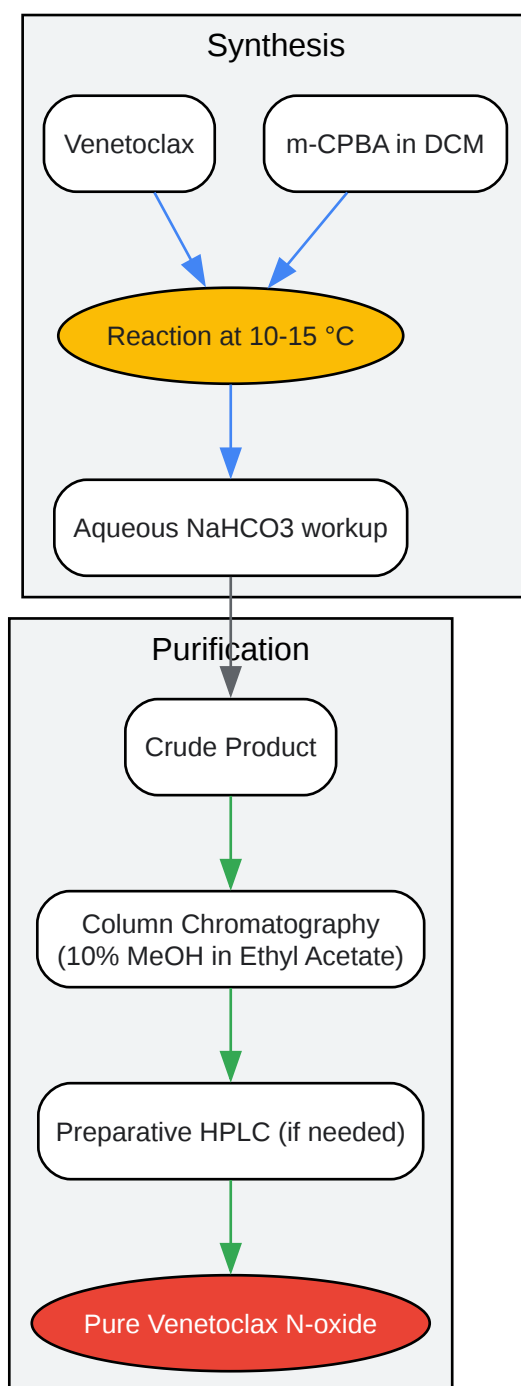 Synthesis
Venetoclax
m-CPBA in DCM
Reaction at 10-15 °C
Aqueous NaHCO3 workup
Purification
Crude Product
Column Chromatography
(10% MeOH in Ethyl Acetate)
Preparative HPLC (if needed)
Pure Venetoclax N-oxide